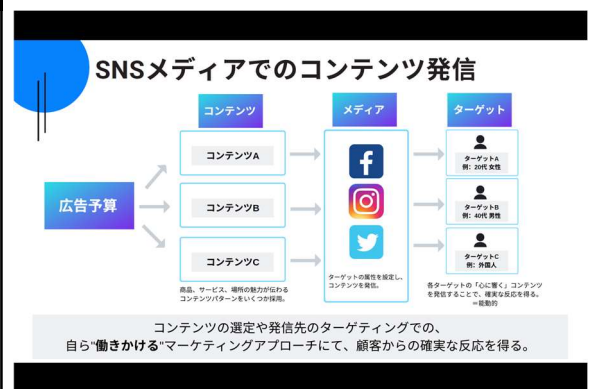 SNSメディアでのコンテンツ発信
コンテンツ
メディア
ターゲット
広告予算
コンテンツA
コンテンツB
コンテンツC
商品、サービス、場所の魅力が伝わる
コンテンツパターンをいくつか採用。
ターゲットの属性を設定し、
コンテンツを発信。
ターゲットA
例：20代 女性
ターゲットB
例：40代 男性
ターゲットC
例：外国人
各ターゲットの「心に響く」コンテンツ
を発信することで、確実な反応を得る。
＝能動的
コンテンツの選定や発信先のターゲティングでの、
自ら"働きかける"マーケティングアプローチにて、顧客からの確実な反応を得る。